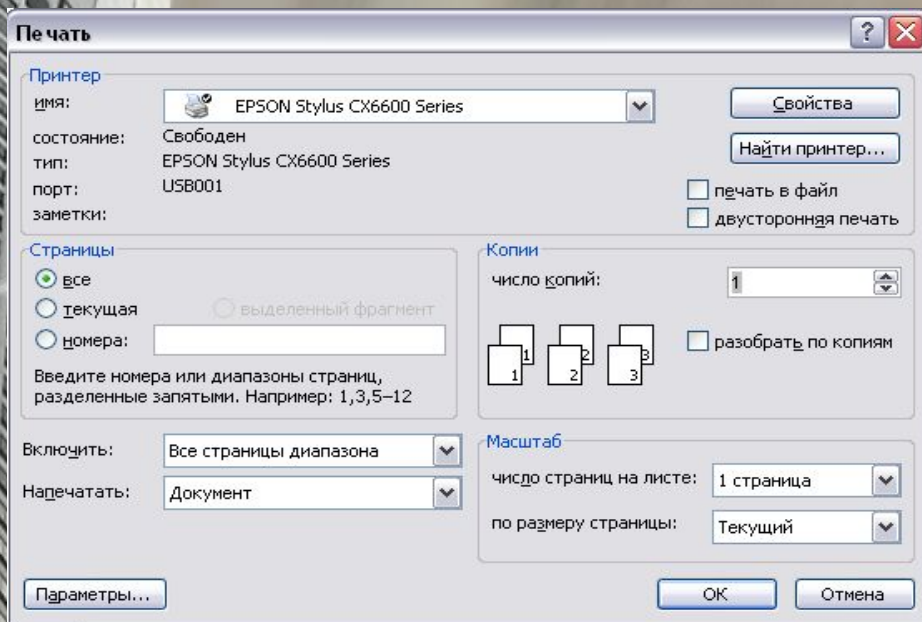 Печать
Принтер
имя: EPSON Stylus CX6600 Series Свойства
состояние: Свободен Найти принтер...
тип: EPSON Stylus CX6600 Series
порт: USB001 печать в файл
заметки: двусторонняя печать
Страницы
все
текущая выделенный фрагмент
номера:
Введите номера или диапазоны страниц,
разделенные запятыми. Например: 1,3,5–12
Копии
число копий: 1
1 2 3
1 2 3
разобрать по копиям
Включить: Все страницы диапазона
Напечатать: Документ
Масштаб
число страниц на листе: 1 страница
по размеру страницы: Текущий
Параметры... ОК Отмена